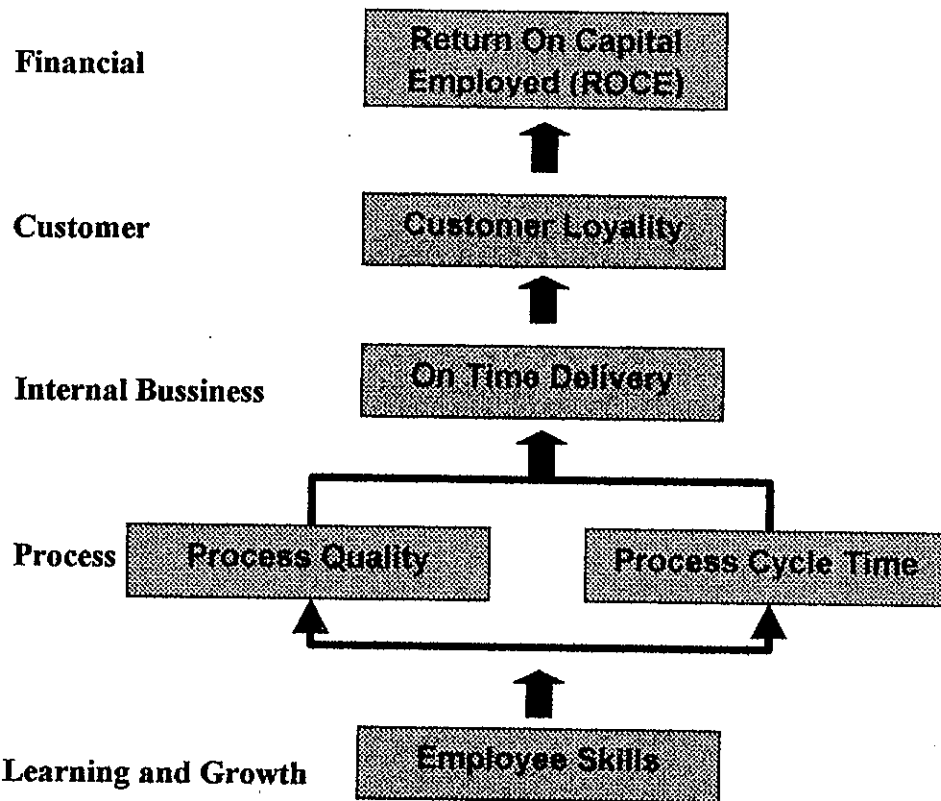 Financial
Return On Capital
Employed (ROCE)
Customer
Customer Loyality
Internal Bussiness
On Time Delivery
Process
Process Quality
Process Cycle Time
Learning and Growth
Employee Skills